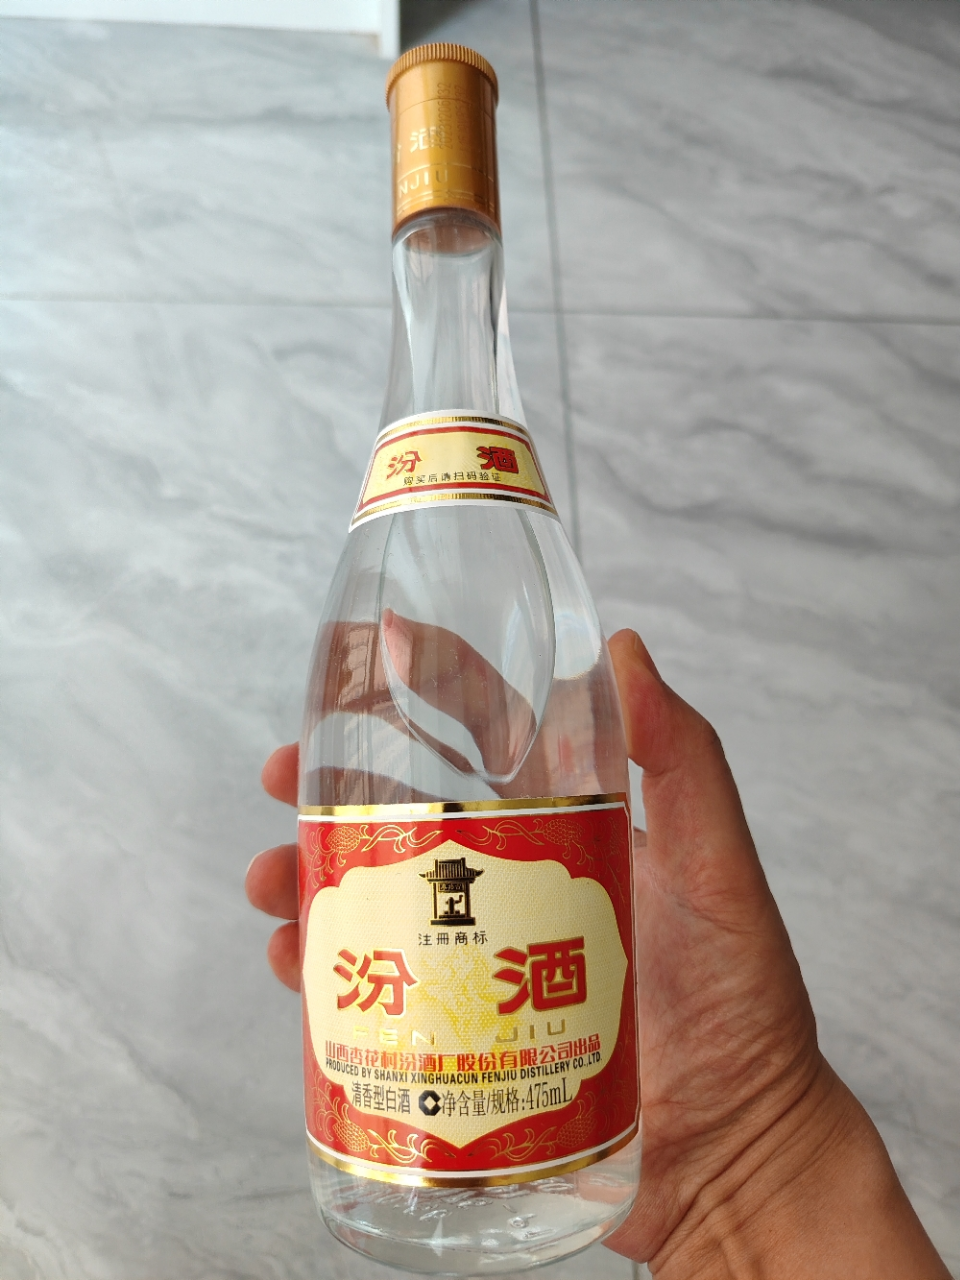 酒
NJIU
汾 酒
购买后请扫码验证
注册商标
汾 酒
FEN JIU
山西杏花村汾酒厂股份有限公司出品
PRODUCED BY SHANXI XINGHUACUN FENJIU DISTILLERY CO.,LTD.
清香型白酒 净含量/规格:475mL